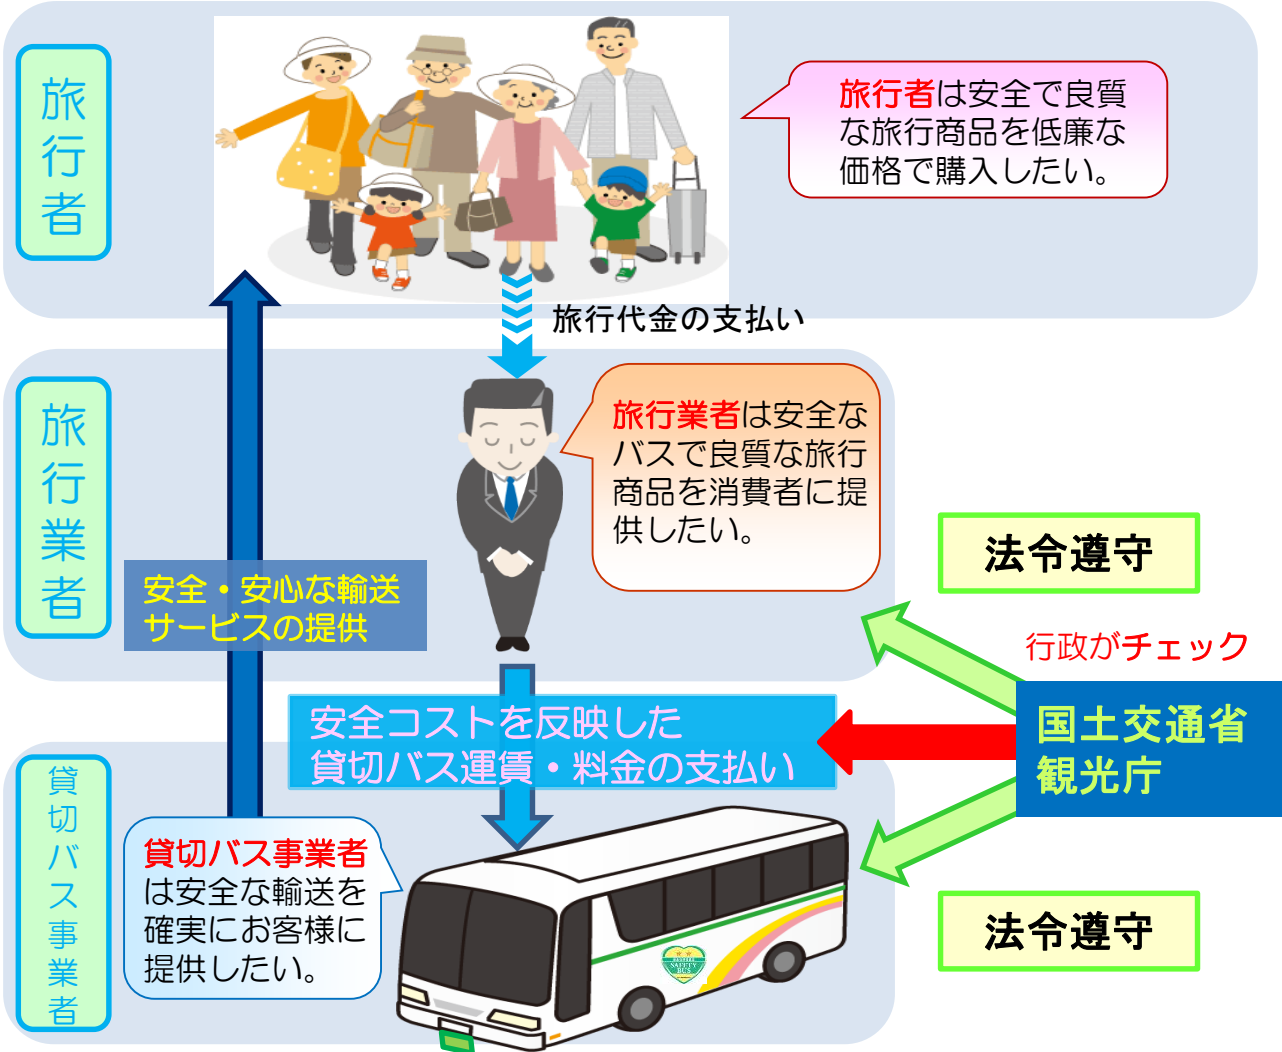 旅行者
旅行者は安全で良質
な旅行商品を低廉な
価格で購入したい。
旅行代金の支払い
旅行業者
旅行業者は安全な
バスで良質な旅行
商品を消費者に提
供したい。
法令遵守
安全・安心な輸送
サービスの提供
行政がチェック
国土交通省
観光庁
安全コストを反映した
貸切バス運賃・料金の支払い
貸切バス事業者
貸切バス事業者
は安全な輸送を
確実にお客様に
提供したい。
SAFETY
BUS
法令遵守